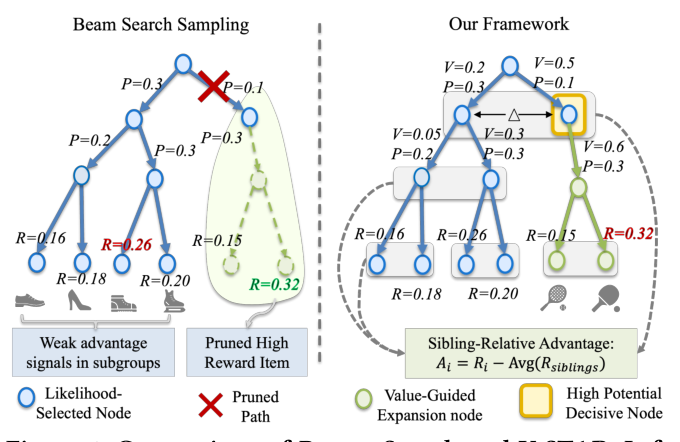 Beam Search Sampling
P=0.3
P=0.1
P=0.2
P=0.3
P=0.3
R=0.16
R=0.18
R=0.26
R=0.20
R=0.15
R=0.32
Weak advantage
signals in subgroups
Pruned High
Reward Item
Our Framework
V=0.2
P=0.3
V=0.5
P=0.1
△
V=0.05
P=0.2
V=0.3
P=0.3
V=0.6
P=0.3
R=0.16
R=0.18
R=0.26
R=0.20
R=0.15
R=0.32
Sibling-Relative Advantage:
A_i = R_i − Avg(R_siblings)
Likelihood-
Selected Node
Pruned
Path
Value-Guided
Expansion node
High Potential
Decisive Node